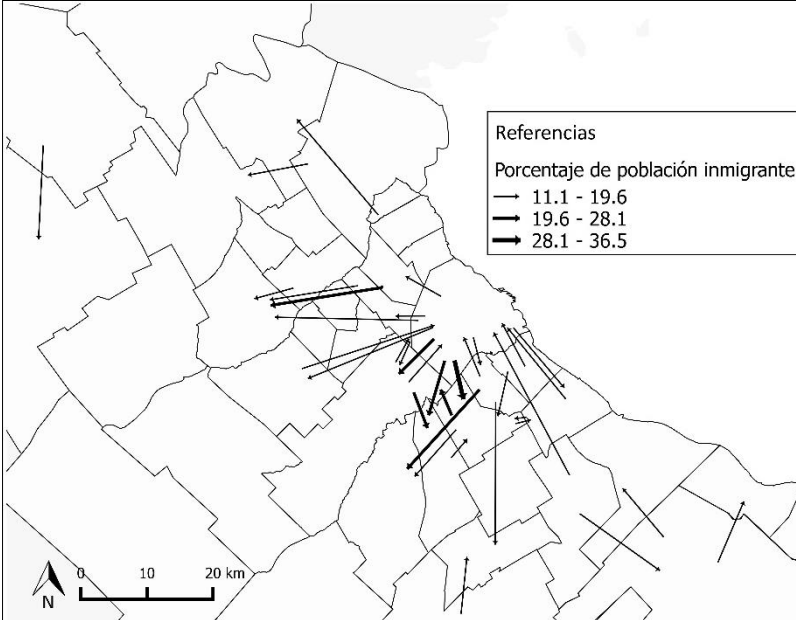 Referencias
Porcentaje de población inmigrante
11.1 - 19.6
19.6 - 28.1
28.1 - 36.5
N
0 10 20 km